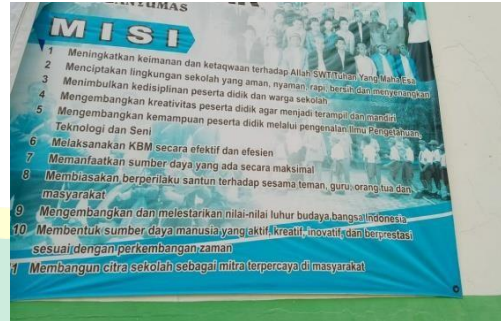 BANYUMAS
MISI
1 Meningkatkan keimanan dan ketaqwaan terhadap Allah SWT/Tuhan Yang Maha Esa
2 Menciptakan lingkungan sekolah yang aman, nyaman, rapi, bersih dan menyenangkan
3 Menimbulkan kedisiplinan peserta didik dan warga sekolah
4 Mengembangkan kreativitas peserta didik agar menjadi terampil dan mandiri
5 Mengembangkan kemampuan peserta didik melalui pengenalan Ilmu Pengetahuan,
Teknologi dan Seni
6 Melaksanakan KBM secara efektif dan efesien
7 Memanfaatkan sumber daya yang ada secara maksimal
8 Membiasakan berperilaku santun terhadap sesama teman, guru, orang tua dan
masyarakat
9 Mengembangkan dan melestarikan nilai-nilai luhur budaya bangsa Indonesia
10 Membentuk sumber daya manusia yang aktif, kreatif, inovatif, dan berprestasi
sesuai dengan perkembangan zaman
1 Membangun citra sekolah sebagai mitra terpercaya di masyarakat